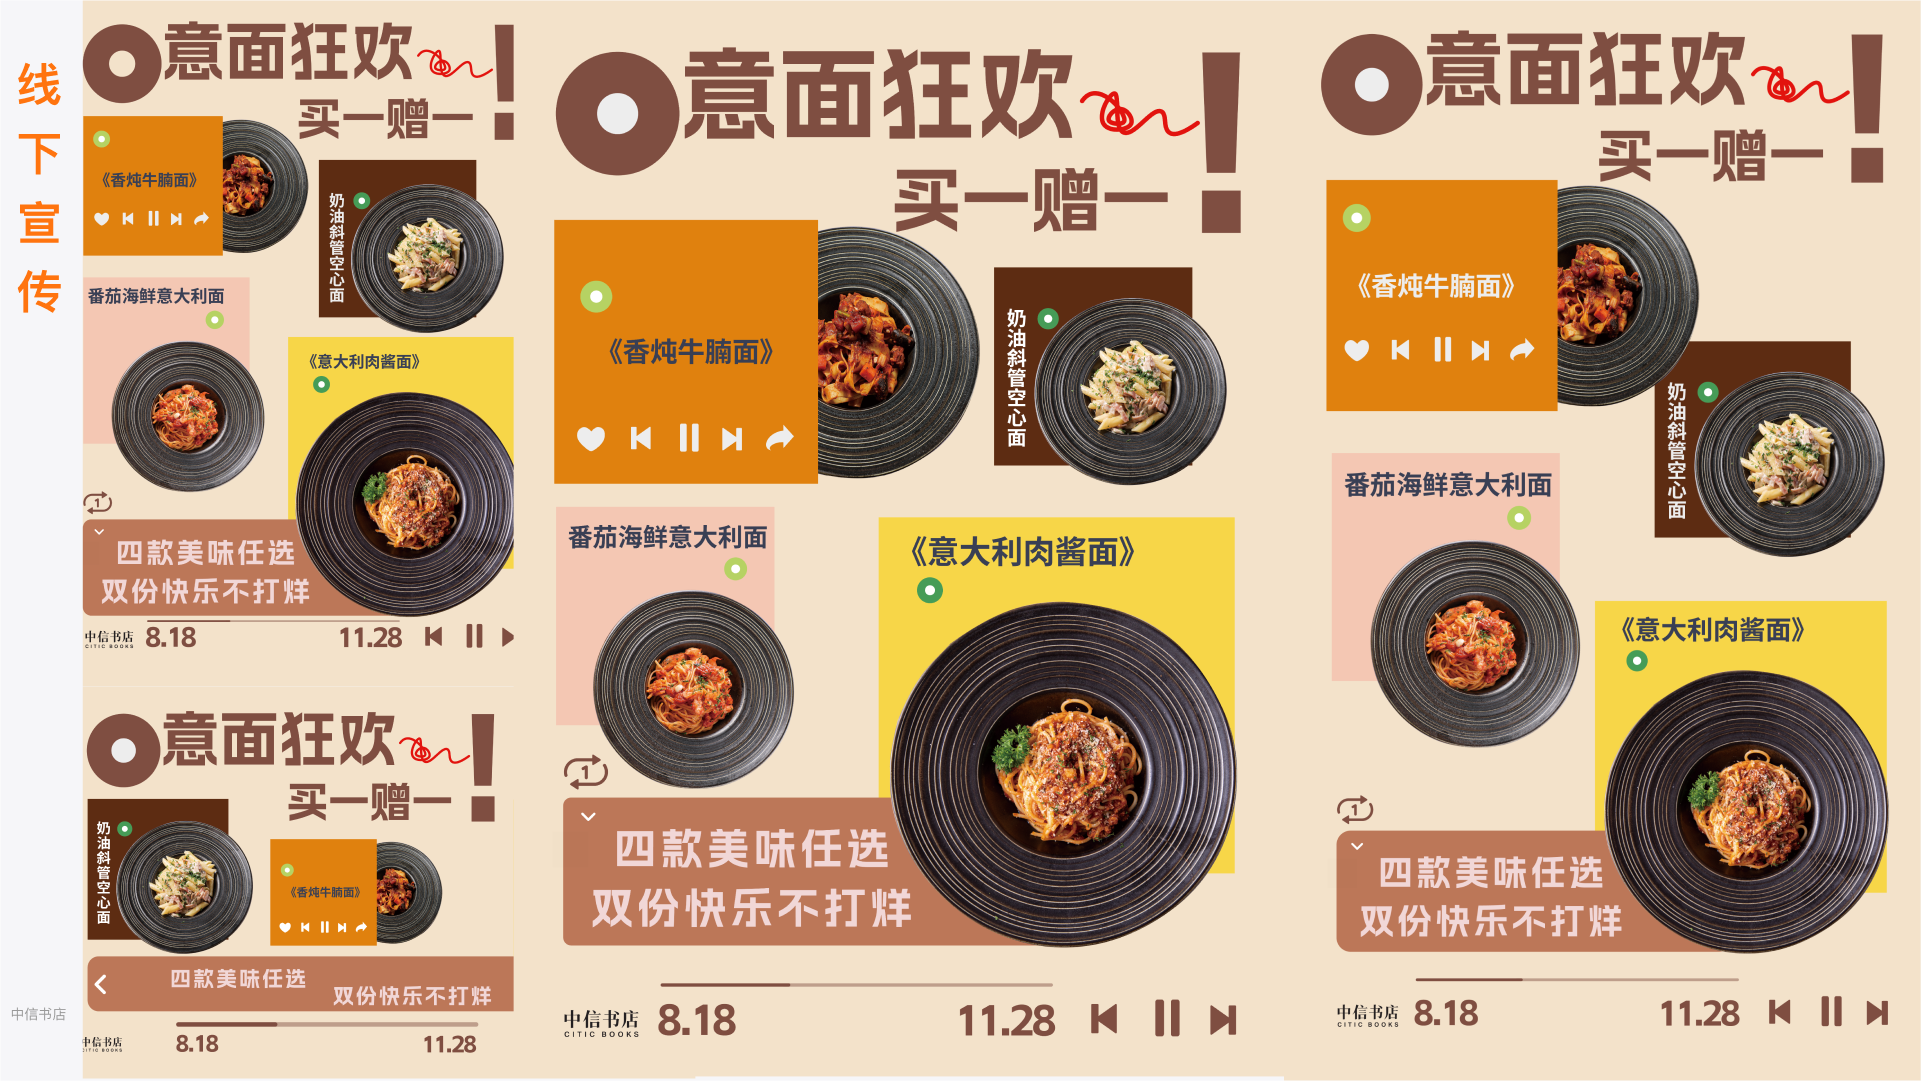 线下宣传
中信书店
意面狂欢!
买一赠一
《香炖牛腩面》
奶油斜管空心面
番茄海鲜意大利面
《意大利肉酱面》
1
四款美味任选
双份快乐不打烊
中信书店
CITIC BOOKS
8.18
11.28
意面狂欢!
买一赠一
奶油斜管空心面
《香炖牛腩面》
四款美味任选
双份快乐不打烊
中信书店
CITIC BOOKS
8.18
11.28
意面狂欢!
买一赠一
《香炖牛腩面》
奶油斜管空心面
番茄海鲜意大利面
《意大利肉酱面》
1
四款美味任选
双份快乐不打烊
中信书店
CITIC BOOKS
8.18
11.28
意面狂欢!
买一赠一
《香炖牛腩面》
奶油斜管空心面
番茄海鲜意大利面
《意大利肉酱面》
1
四款美味任选
双份快乐不打烊
中信书店
CITIC BOOKS
8.18
11.28